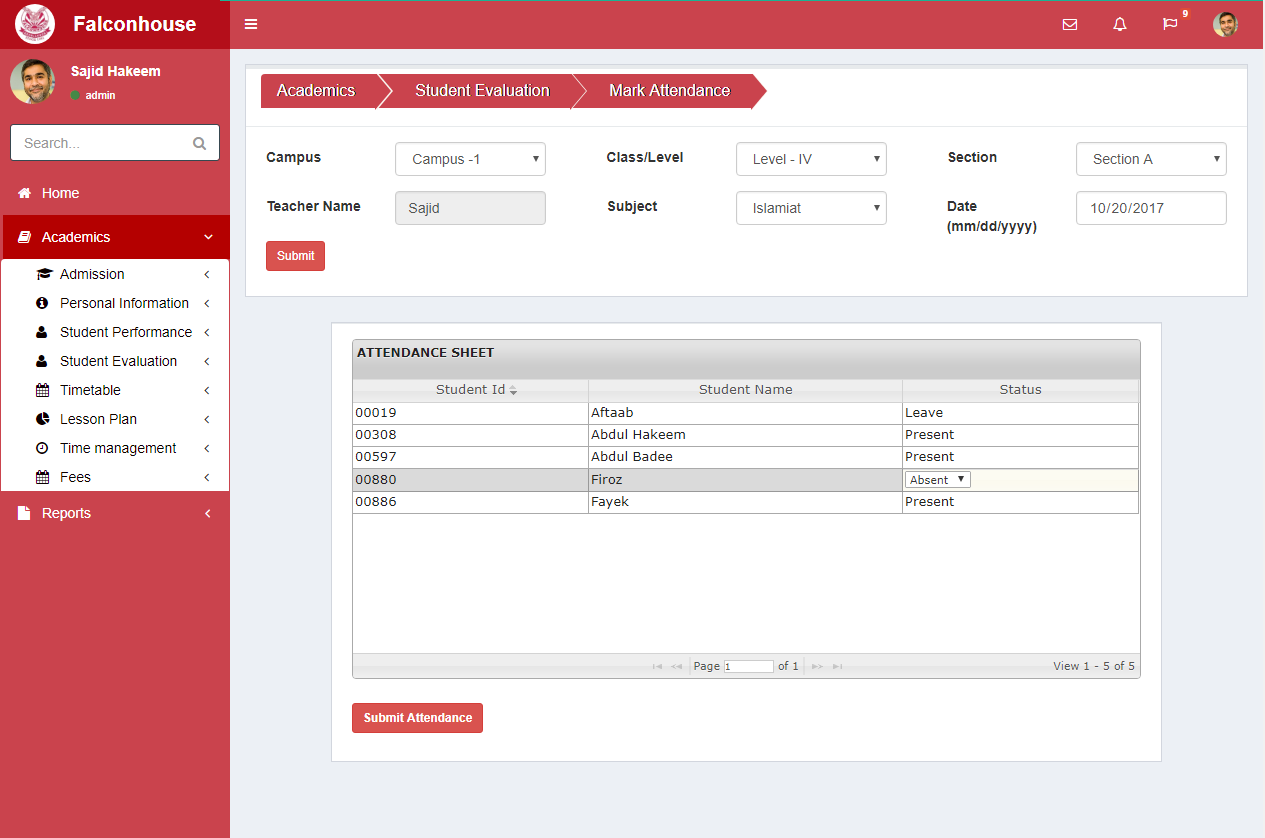 Falconhouse
9
Sajid Hakeem
admin
Search...
Home
Academics
Admission
Personal Information
Student Performance
Student Evaluation
Timetable
Lesson Plan
Time management
Fees
Reports
Academics Student Evaluation Mark Attendance
Campus Campus -1 Class/Level Level - IV Section Section A
Teacher Name Sajid Subject Islamiat Date 10/20/2017
(mm/dd/yyyy)
Submit
ATTENDANCE SHEET
Student Id Student Name Status
00019 Aftaab Leave
00308 Abdul Hakeem Present
00597 Abdul Badee Present
00880 Firoz Absent
00886 Fayek Present
Page 1 of 1 View 1 - 5 of 5
Submit Attendance